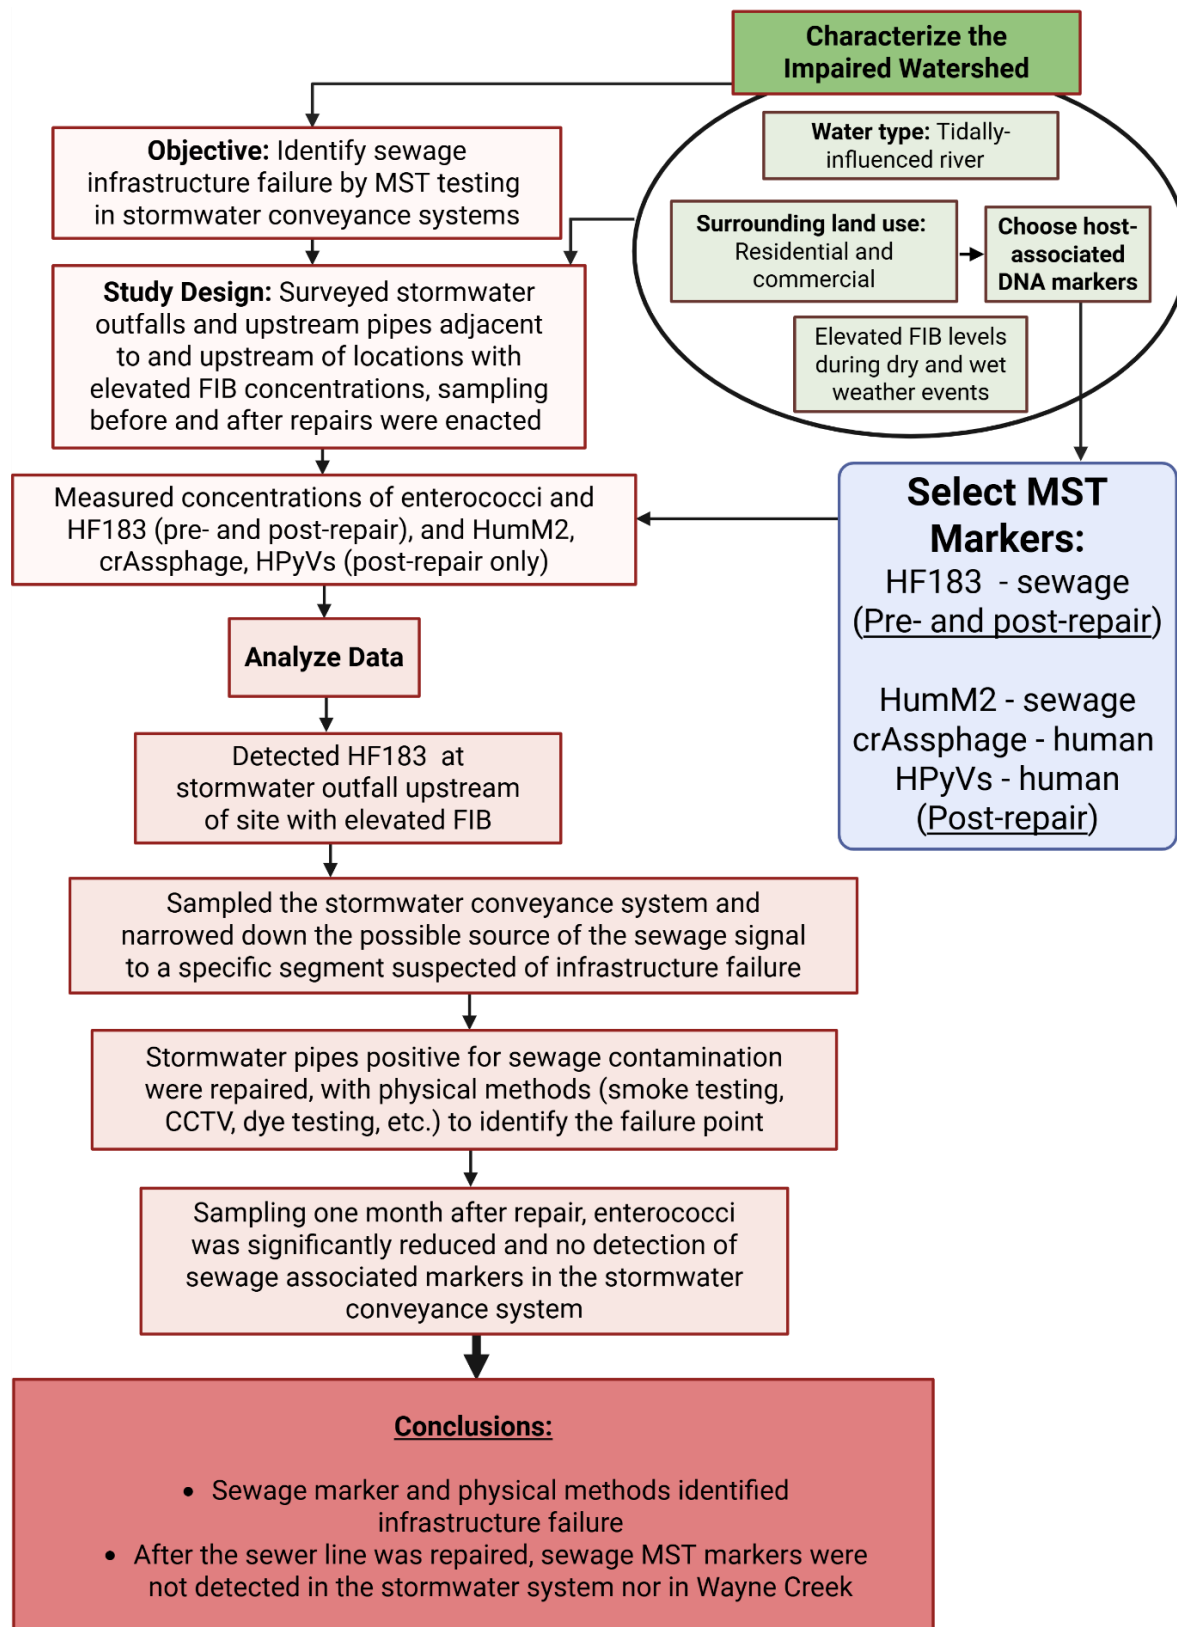 Characterize the
Impaired Watershed
Water type: Tidally-
influenced river
Surrounding land use:
Residential and
commercial
Choose host-
associated
DNA markers
Elevated FIB levels
during dry and wet
weather events
Objective: Identify sewage
infrastructure failure by MST testing
in stormwater conveyance systems
Study Design: Surveyed stormwater
outfalls and upstream pipes adjacent
to and upstream of locations with
elevated FIB concentrations, sampling
before and after repairs were enacted
Select MST
Markers:
HF183 - sewage
(Pre- and post-repair)
HumM2 - sewage
crAssphage - human
HPyVs - human
(Post-repair)
Measured concentrations of enterococci and
HF183 (pre- and post-repair), and HumM2,
crAssphage, HPyVs (post-repair only)
Analyze Data
Detected HF183 at
stormwater outfall upstream
of site with elevated FIB
Sampled the stormwater conveyance system and
narrowed down the possible source of the sewage signal
to a specific segment suspected of infrastructure failure
Stormwater pipes positive for sewage contamination
were repaired, with physical methods (smoke testing,
CCTV, dye testing, etc.) to identify the failure point
Sampling one month after repair, enterococci
was significantly reduced and no detection of
sewage associated markers in the stormwater
conveyance system
Conclusions:
• Sewage marker and physical methods identified
infrastructure failure
• After the sewer line was repaired, sewage MST markers were
not detected in the stormwater system nor in Wayne Creek